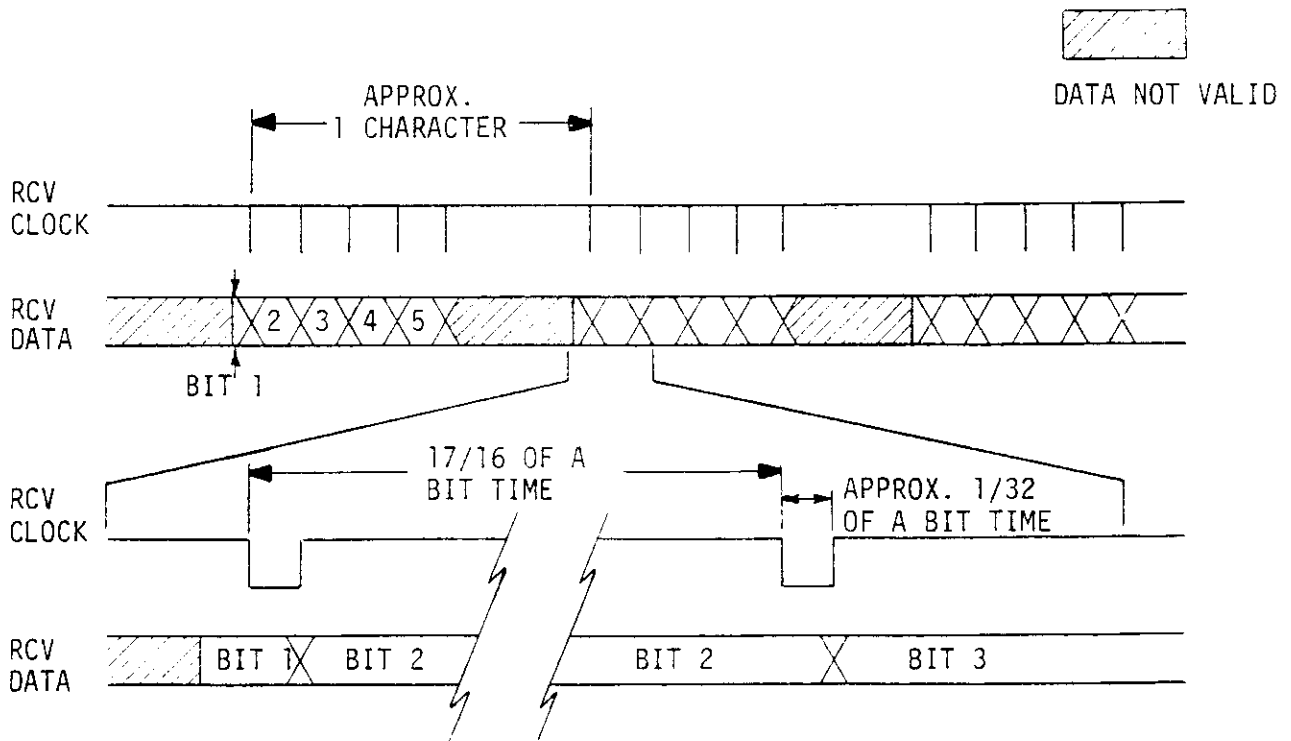 DATA NOT VALID
APPROX.
1 CHARACTER
RCV
CLOCK
RCV
DATA
2 3 4 5
BIT 1
17/16 OF A
BIT TIME
APPROX. 1/32
OF A BIT TIME
RCV
CLOCK
RCV
DATA
BIT 1 BIT 2 BIT 2 BIT 3